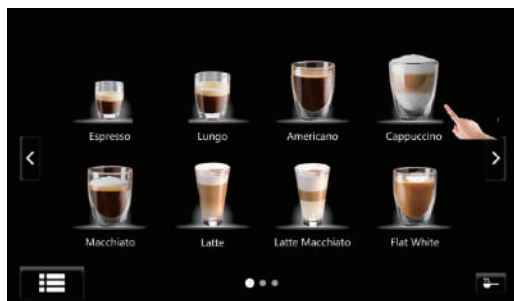 Espresso
Lungo
Americano
Cappuccino
Macchiato
Latte
Latte Macchiato
Flat White